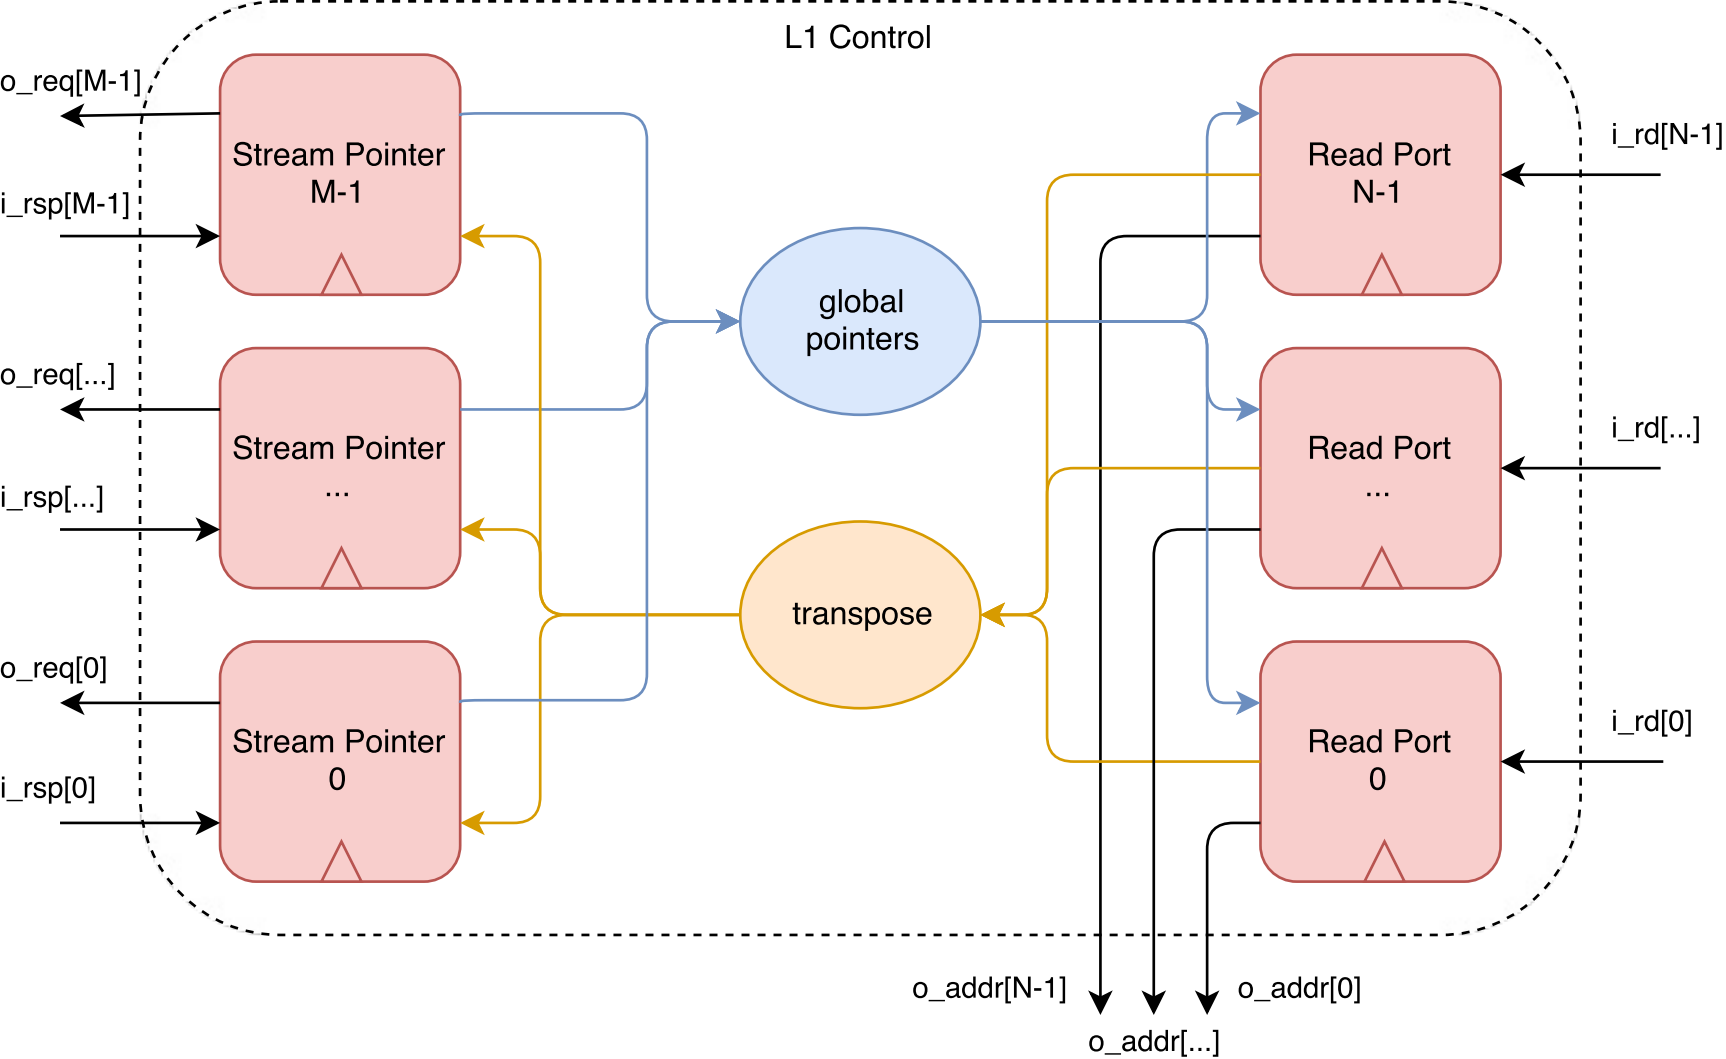 L1 Control
o_req[M-1]
i_rsp[M-1]
Stream Pointer
M-1
o_req[...]
i_rsp[...]
Stream Pointer
...
o_req[0]
i_rsp[0]
Stream Pointer
0
global
pointers
transpose
Read Port
N-1
i_rd[N-1]
Read Port
...
i_rd[...]
Read Port
0
i_rd[0]
o_addr[N-1]
o_addr[...]
o_addr[0]